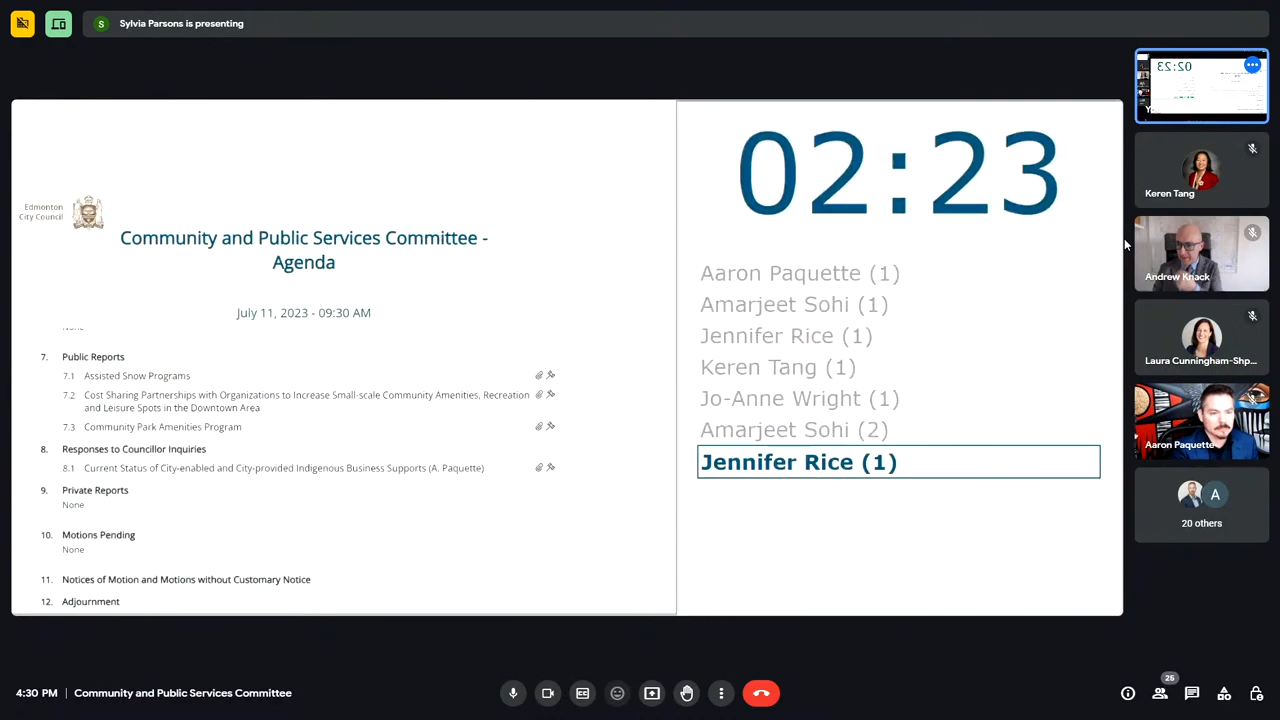 S
Sylvia Parsons is presenting
02:23
Keren Tang
Andrew Knack
Laura Cunningham-Shp...
Aaron Paquette
A
20 others
Edmonton
City Council
Community and Public Services Committee -
Agenda
July 11, 2023 - 09:30 AM
None
7. Public Reports
7.1 Assisted Snow Programs
7.2 Cost Sharing Partnerships with Organizations to Increase Small-scale Community Amenities, Recreation
and Leisure Spots in the Downtown Area
7.3 Community Park Amenities Program
8. Responses to Councillor Inquiries
8.1 Current Status of City-enabled and City-provided Indigenous Business Supports (A. Paquette)
9. Private Reports
None
10. Motions Pending
None
11. Notices of Motion and Motions without Customary Notice
12. Adjournment
02:23
Aaron Paquette (1)
Amarjeet Sohi (1)
Jennifer Rice (1)
Keren Tang (1)
Jo-Anne Wright (1)
Amarjeet Sohi (2)
Jennifer Rice (1)
4:30 PM | Community and Public Services Committee
25